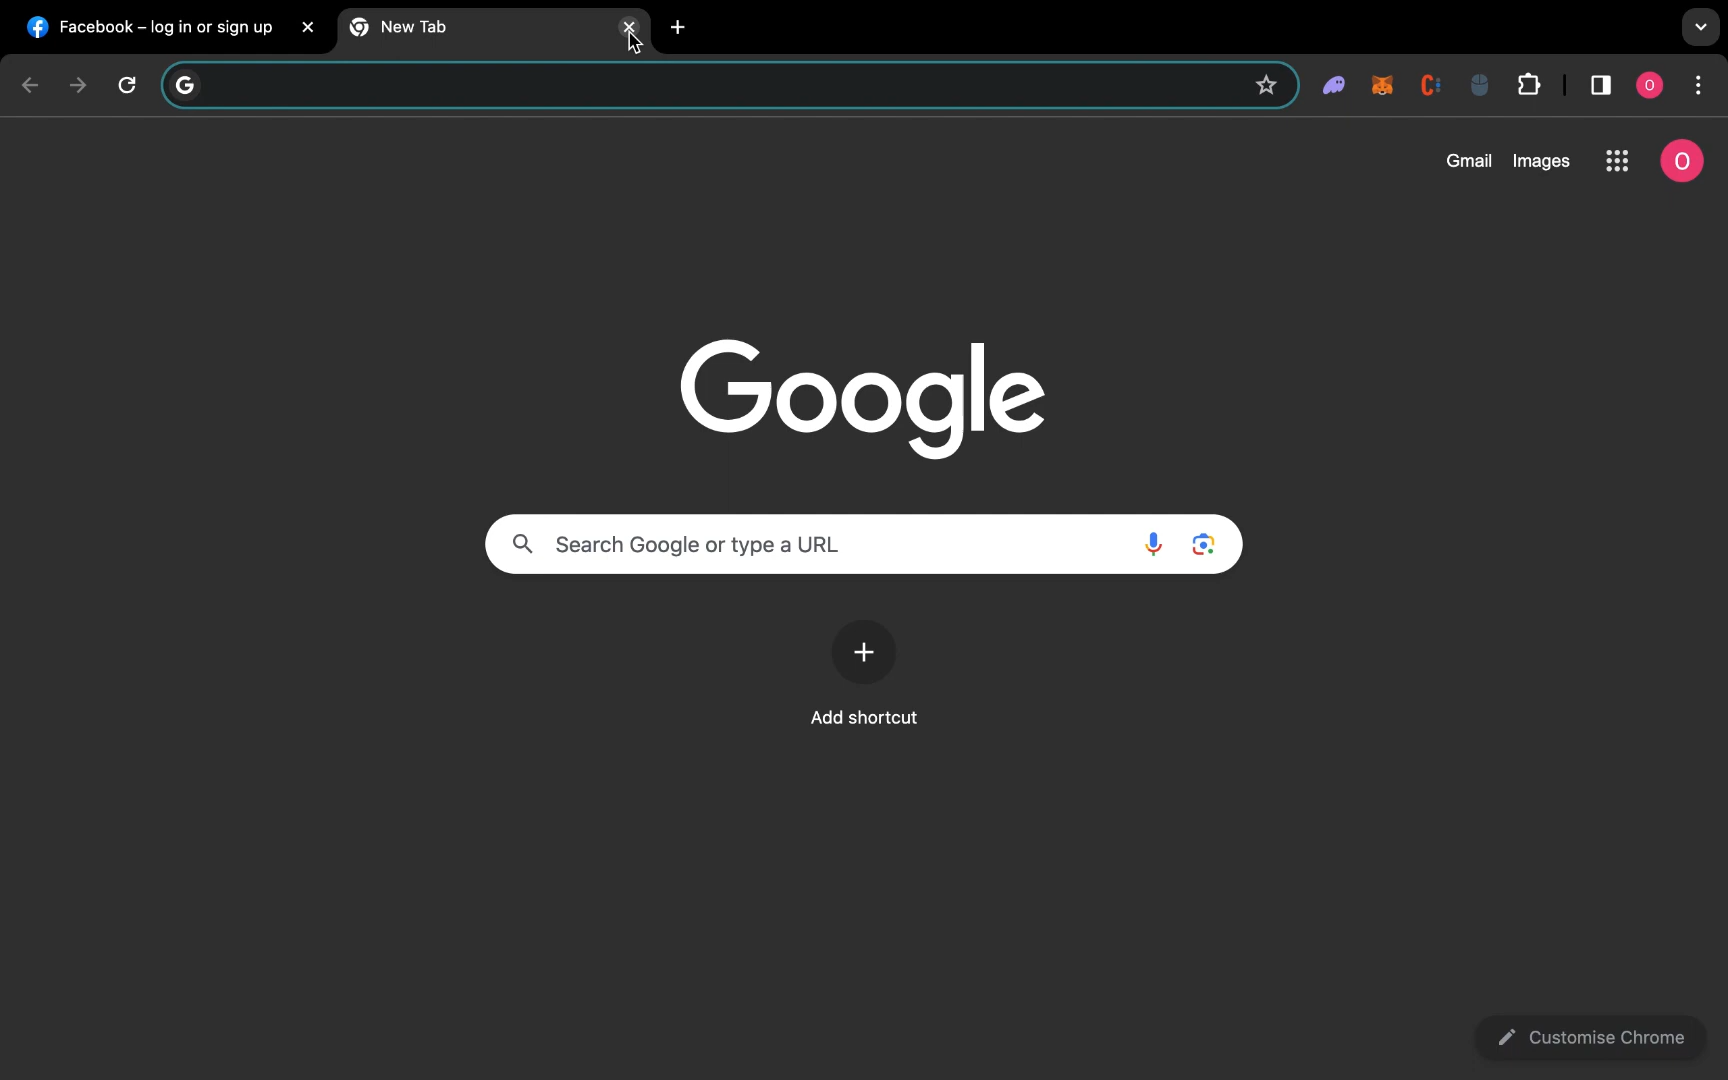 Facebook – log in or sign up
New Tab
O
Gmail Images
O
Google
Search Google or type a URL
Add shortcut
Customise Chrome